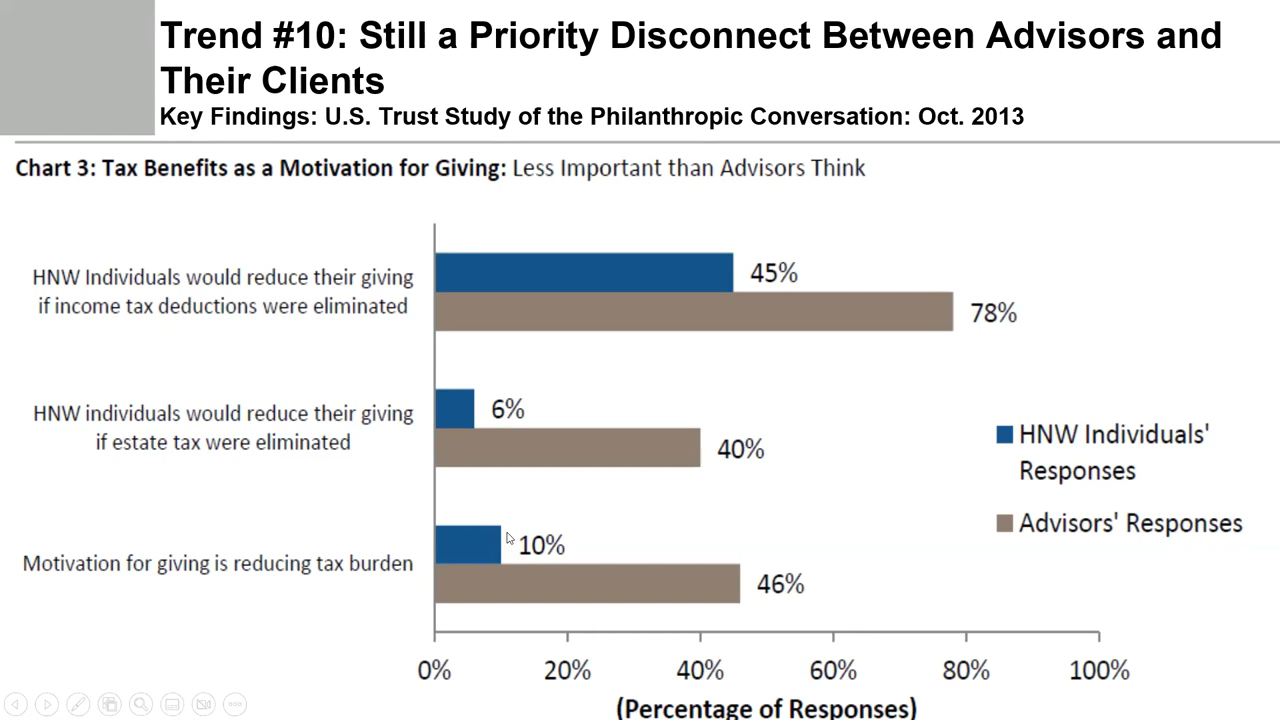 Trend #10: Still a Priority Disconnect Between Advisors and
Their Clients
Key Findings: U.S. Trust Study of the Philanthropic Conversation: Oct. 2013
Chart 3: Tax Benefits as a Motivation for Giving: Less Important than Advisors Think
HNW Individuals would reduce their giving
if income tax deductions were eliminated
45%
78%
HNW individuals would reduce their giving
if estate tax were eliminated
6%
40%
HNW Individuals'
Responses
Advisors' Responses
Motivation for giving is reducing tax burden
10%
46%
0% 20% 40% 60% 80% 100%
(Percentage of Responses)